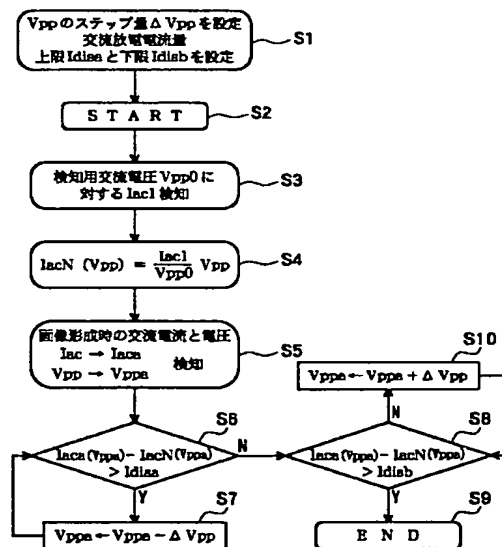 Vppのステップ量ΔVppを設定
交流放電電流量
上限Idisaと下限Idisbを設定
S1
START
S2
検知用交流電圧Vpp0に
対するIac1検知
S3
IacN (Vpp) = Iac1/Vpp0 Vpp
S4
画像形成時の交流電流と電圧
Iac → Iaca
Vpp → Vppa
検知
S5
Iaca(Vppa)−IacN(Vppa)
> Idisa
S6
N
Y
Vppa←Vppa−ΔVpp
S7
Iaca(Vppa)−IacN(Vppa)
> Idisb
S8
N
Y
END
S9
Vppa←Vppa+ΔVpp
S10